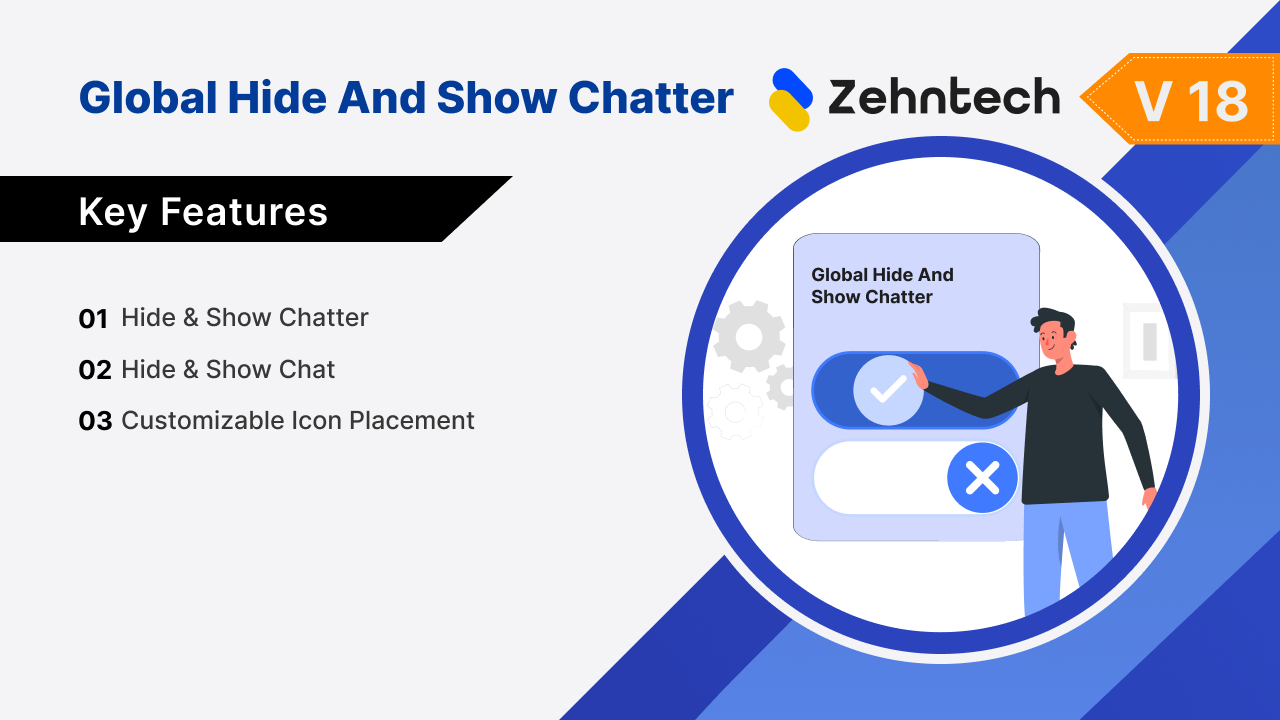 Global Hide And Show Chatter
Zehntech
V 18
Key Features
01 Hide & Show Chatter
02 Hide & Show Chat
03 Customizable Icon Placement
Global Hide And
Show Chatter